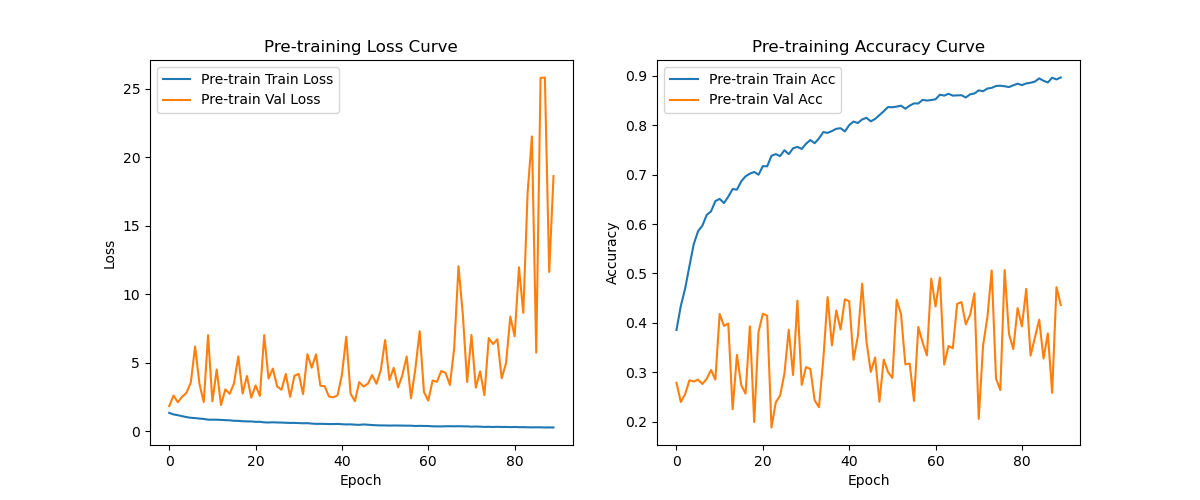 Pre-training Loss Curve
Pre-train Train Loss
Pre-train Val Loss
25
20
15
10
5
0
Loss
0
20
40
60
80
Epoch
Pre-training Accuracy Curve
Pre-train Train Acc
Pre-train Val Acc
0.9
0.8
0.7
0.6
0.5
0.4
0.3
0.2
Accuracy
0
20
40
60
80
Epoch